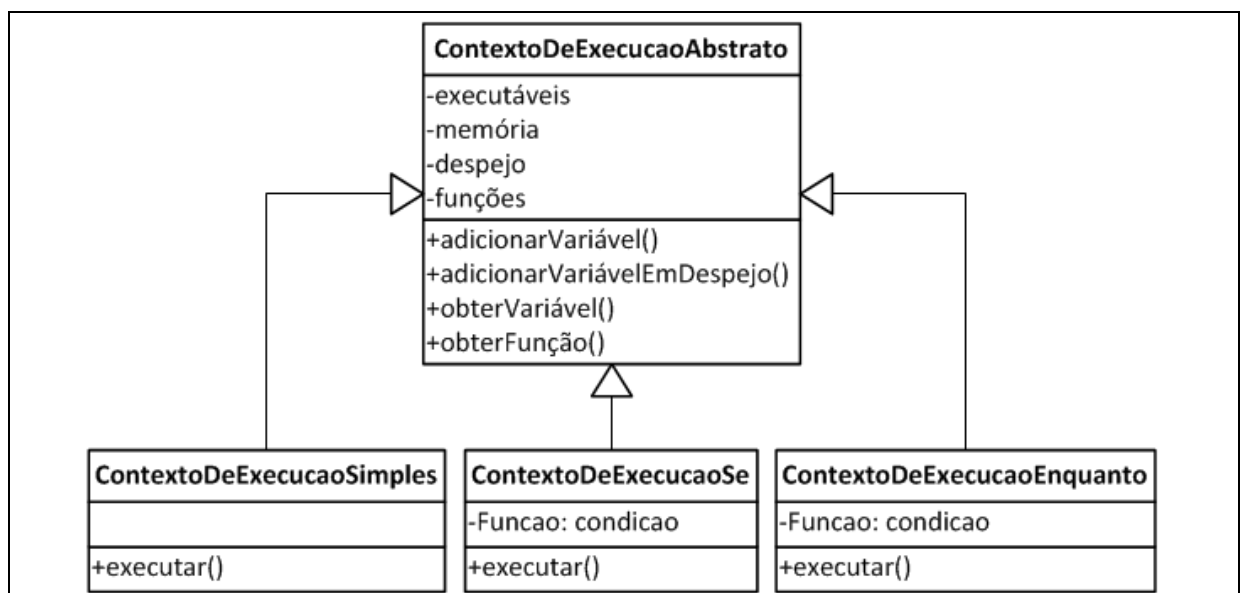 ContextoDeExecucaoAbstrato
-executáveis
-memória
-despejo
-funções
+adicionarVariável()
+adicionarVariávelEmDespejo()
+obterVariável()
+obterFunção()
ContextoDeExecucaoSimples
+executar()
ContextoDeExecucaoSe
-Funcao: condicao
+executar()
ContextoDeExecucaoEnquanto
-Funcao: condicao
+executar()